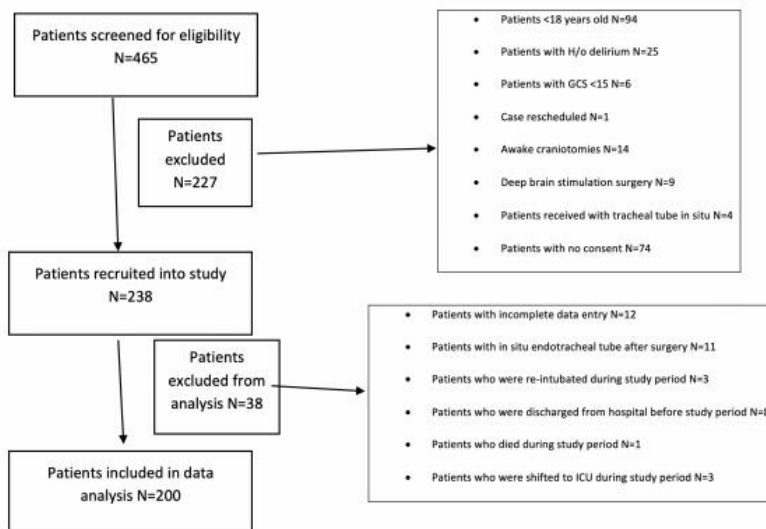 Patients screened for eligibility
N=465
Patients <18 years old N=94
Patients with H/o delirium N=25
Patients with GCS <15 N=6
Case rescheduled N=1
Awake craniotomies N=14
Deep brain stimulation surgery N=9
Patients received with tracheal tube in situ N=4
Patients with no consent N=74
Patients
excluded
N=227
Patients recruited into study
N=238
Patients with incomplete data entry N=12
Patients with in situ endotracheal tube after surgery N=11
Patients who were re-intubated during study period N=3
Patients who were discharged from hospital before study period
Patients who died during study period N=1
Patients who were shifted to ICU during study period N=3
Patients
excluded from
analysis N=38
Patients included in data
analysis N=200